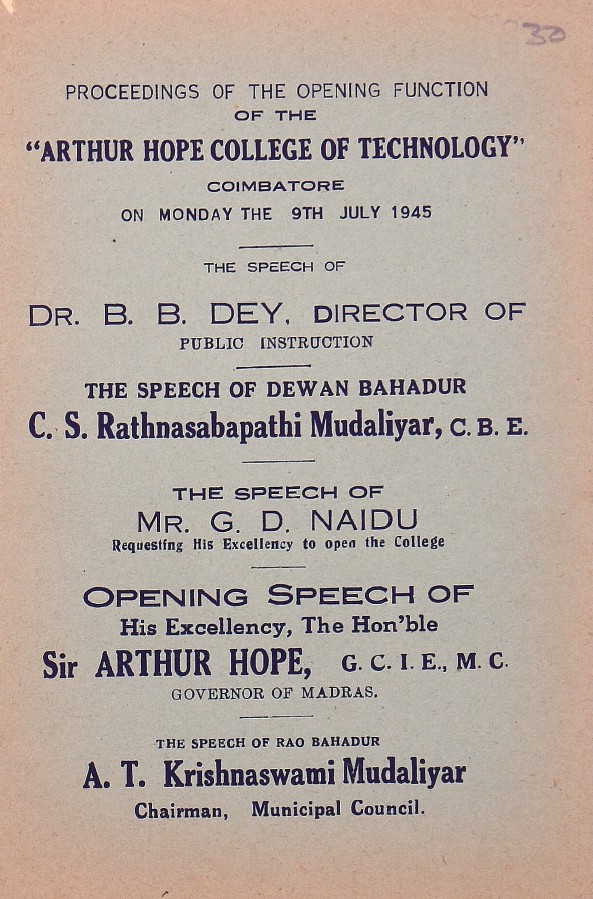 30
PROCEEDINGS OF THE OPENING FUNCTION
OF THE
"ARTHUR HOPE COLLEGE OF TECHNOLOGY"
COIMBATORE
ON MONDAY THE 9TH JULY 1945
THE SPEECH OF
DR. B. B. DEY, DIRECTOR OF
PUBLIC INSTRUCTION
THE SPEECH OF DEWAN BAHADUR
C. S. Rathnasabapathi Mudaliyar, C. B. E.
THE SPEECH OF
MR. G. D. NAIDU
Requesting His Excellency to open the College
OPENING SPEECH OF
His Excellency, The Hon'ble
Sir ARTHUR HOPE, G. C. I. E., M. C.
GOVERNOR OF MADRAS.
THE SPEECH OF RAO BAHADUR
A. T. Krishnaswami Mudaliyar
Chairman, Municipal Council.